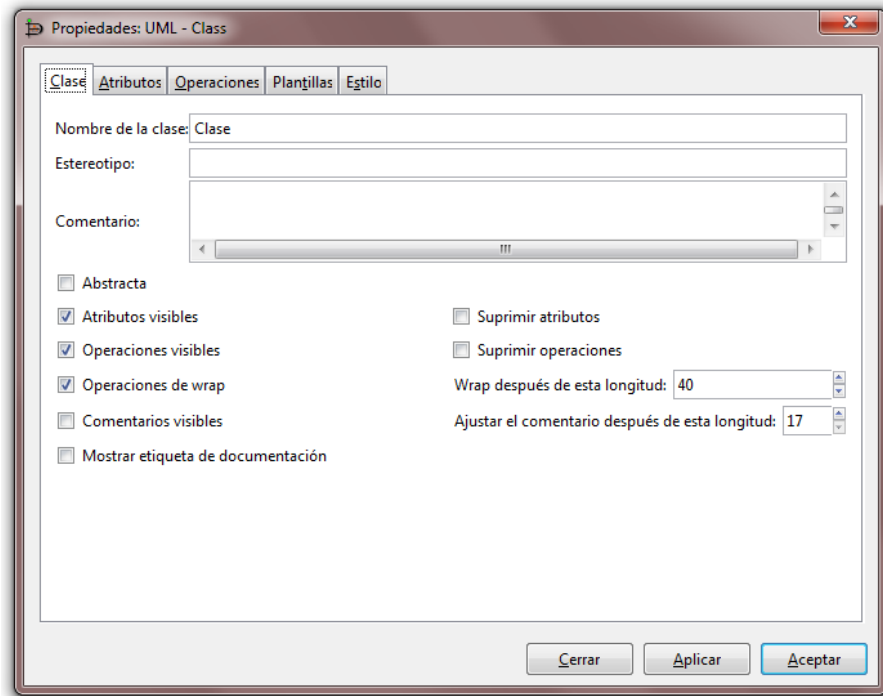 Propiedades: UML - Class
Clase Atributos Operaciones Plantillas Estilo
Nombre de la clase: Clase
Estereotipo:
Comentario:
Abstracta
Atributos visibles Suprimir atributos
Operaciones visibles Suprimir operaciones
Operaciones de wrap Wrap después de esta longitud: 40
Comentarios visibles Ajustar el comentario después de esta longitud: 17
Mostrar etiqueta de documentación
Cerrar Aplicar Aceptar